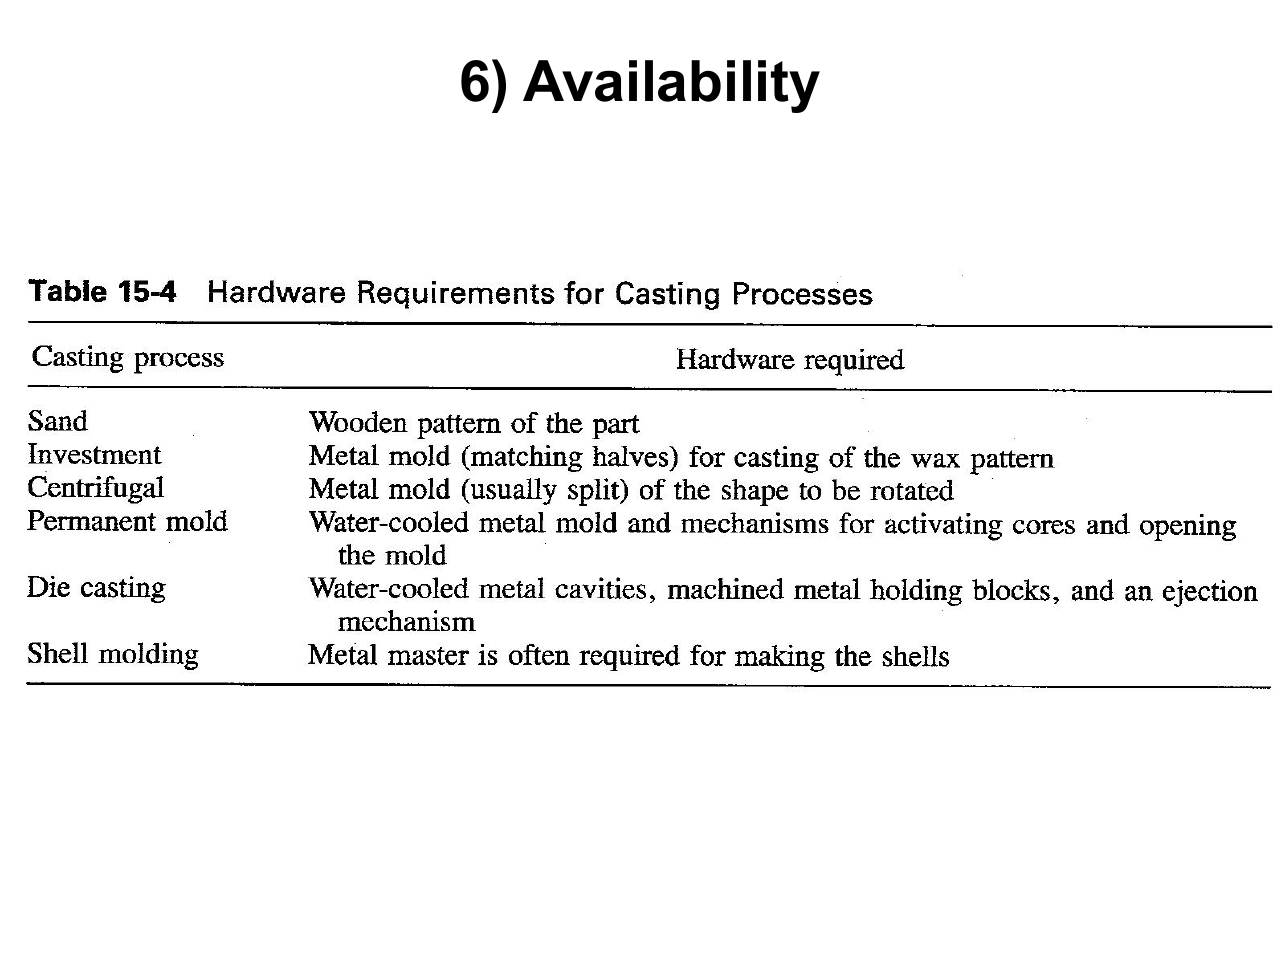 6) Availability
Table 15-4 Hardware Requirements for Casting Processes
Casting process Hardware required
Sand Wooden pattern of the part
Investment Metal mold (matching halves) for casting of the wax pattern
Centrifugal Metal mold (usually split) of the shape to be rotated
Permanent mold Water-cooled metal mold and mechanisms for activating cores and opening
the mold
Die casting Water-cooled metal cavities, machined metal holding blocks, and an ejection
mechanism
Shell molding Metal master is often required for making the shells